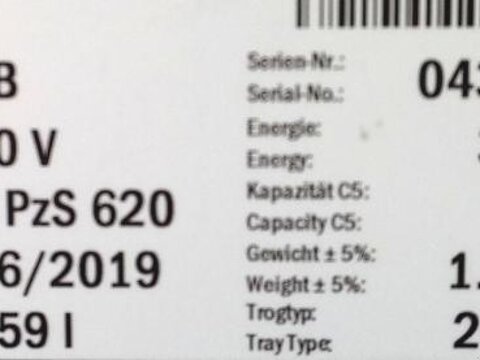 B
Serien-Nr.:
Serial-No.:
043
0 V
Energie:
Energy:
PzS 620
Kapazität C5:
Capacity C5:
6/2019
Gewicht ± 5%:
Weight ± 5%:
1.
59 l
Trogtyp:
Tray Type:
2